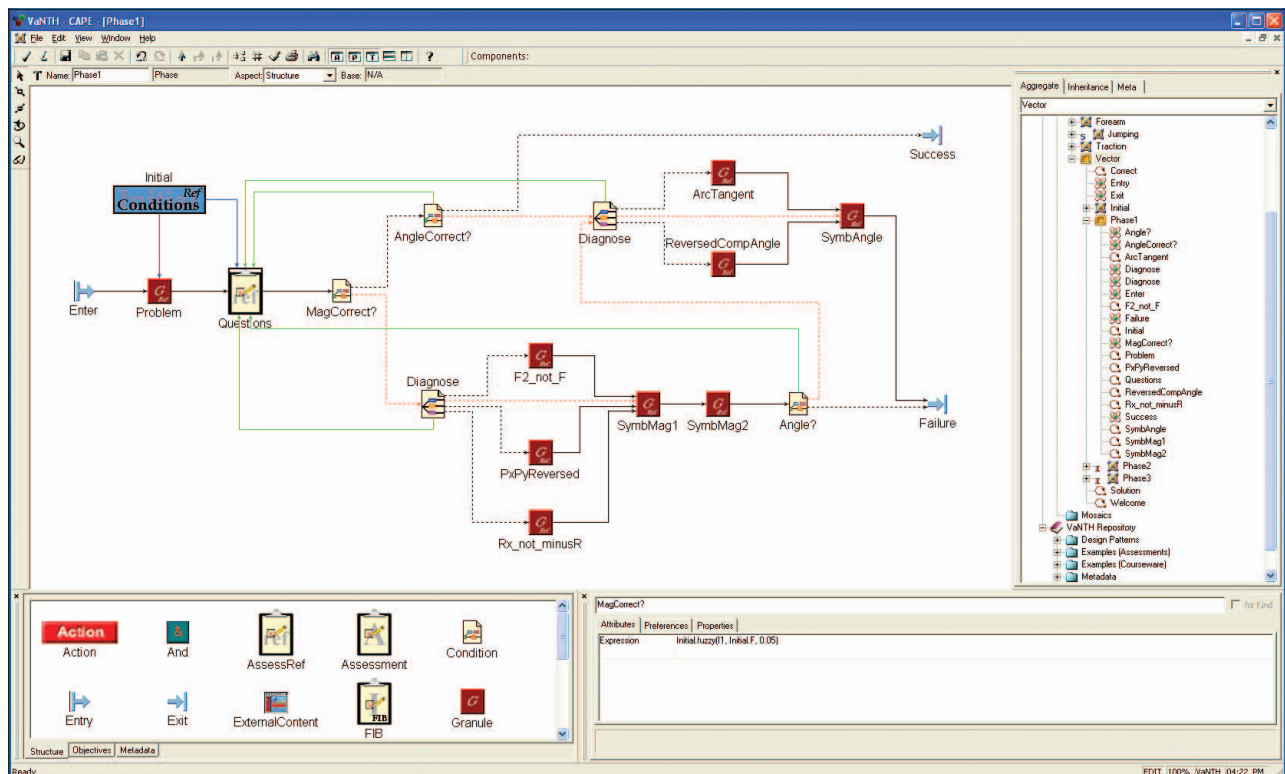 VaNTH - CAPE - [Phase1]
File Edit View Window Help
Components:
Name: Phase1 Phase Aspect: Structure Base: N/A
Aggregate Inheritance Meta
Vector
Forearm
Jumping
Traction
Vector
Correct
Entry
Exit
Initial
Phase1
Angle?
AngleCorrect?
ArcTangent
Diagnose
Diagnose
Enter
F2_not_F
Failure
Initial
MagCorrect?
Problem
PxPyReversed
Questions
ReversedCompAngle
Rx_not_minusR
Success
SymbAngle
SymbMag1
SymbMag2
Phase2
Phase3
Solution
Welcome
Mosaics
VaNTH Repository
Design Patterns
Examples (Assessments)
Examples (Courseware)
Metadata
Success
Initial
Ref
Conditions
ArcTangent
AngleCorrect?
Diagnose
SymbAngle
ReversedCompAngle
Enter
Problem
Questions
MagCorrect?
Diagnose
F2_not_F
SymbMag1
SymbMag2
Angle?
Failure
PxPyReversed
Rx_not_minusR
Action
Action
And
AssessRef
Assessment
Condition
Entry
Exit
ExternalContent
FIB
FIB
Granule
Structure Objectives Metadata
MagCorrect?
for Kind
Attributes Preferences Properties
Expression Initial.fuzzy(I1, Initial.F, 0.05)
Ready
EDIT 100% VaNTH 04:22 PM